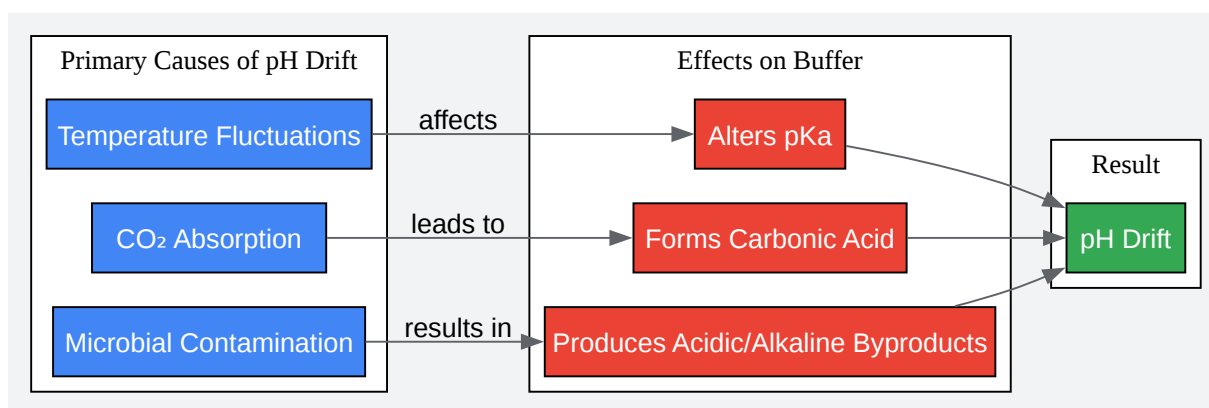 Primary Causes of pH Drift
Temperature Fluctuations
CO₂ Absorption
Microbial Contamination
affects
leads to
results in
Effects on Buffer
Alters pKa
Forms Carbonic Acid
Produces Acidic/Alkaline Byproducts
Result
pH Drift